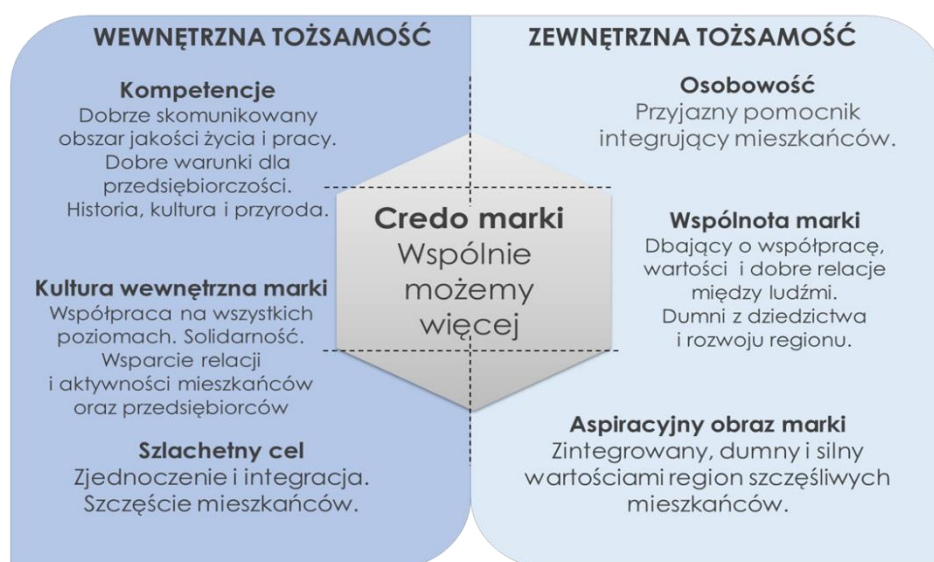 WEWNĘTRZNA TOŻSAMOŚĆ
Kompetencje
Dobrze skomunikowany
obszar jakości życia i pracy.
Dobre warunki dla
przedsiębiorczości.
Historia, kultura i przyroda.
Kultura wewnętrzna marki
Współpraca na wszystkich
poziomach. Solidarność.
Wsparcie relacji
i aktywności mieszkańców
oraz przedsiębiorców
Szlachetny cel
Zjednoczenie i integracja.
Szczęście mieszkańców.
Credo marki
Wspólnie
możemy
więcej
ZEWNĘTRZNA TOŻSAMOŚĆ
Osobowość
Przyjazny pomocnik
integrujący mieszkańców.
Wspólnota marki
Dbający o współpracę,
wartości i dobre relacje
między ludźmi.
Dumni z dziedzictwa
i rozwoju regionu.
Aspiracyjny obraz marki
Zintegrowany, dumny i silny
wartościami region szczęśliwych
mieszkańców.